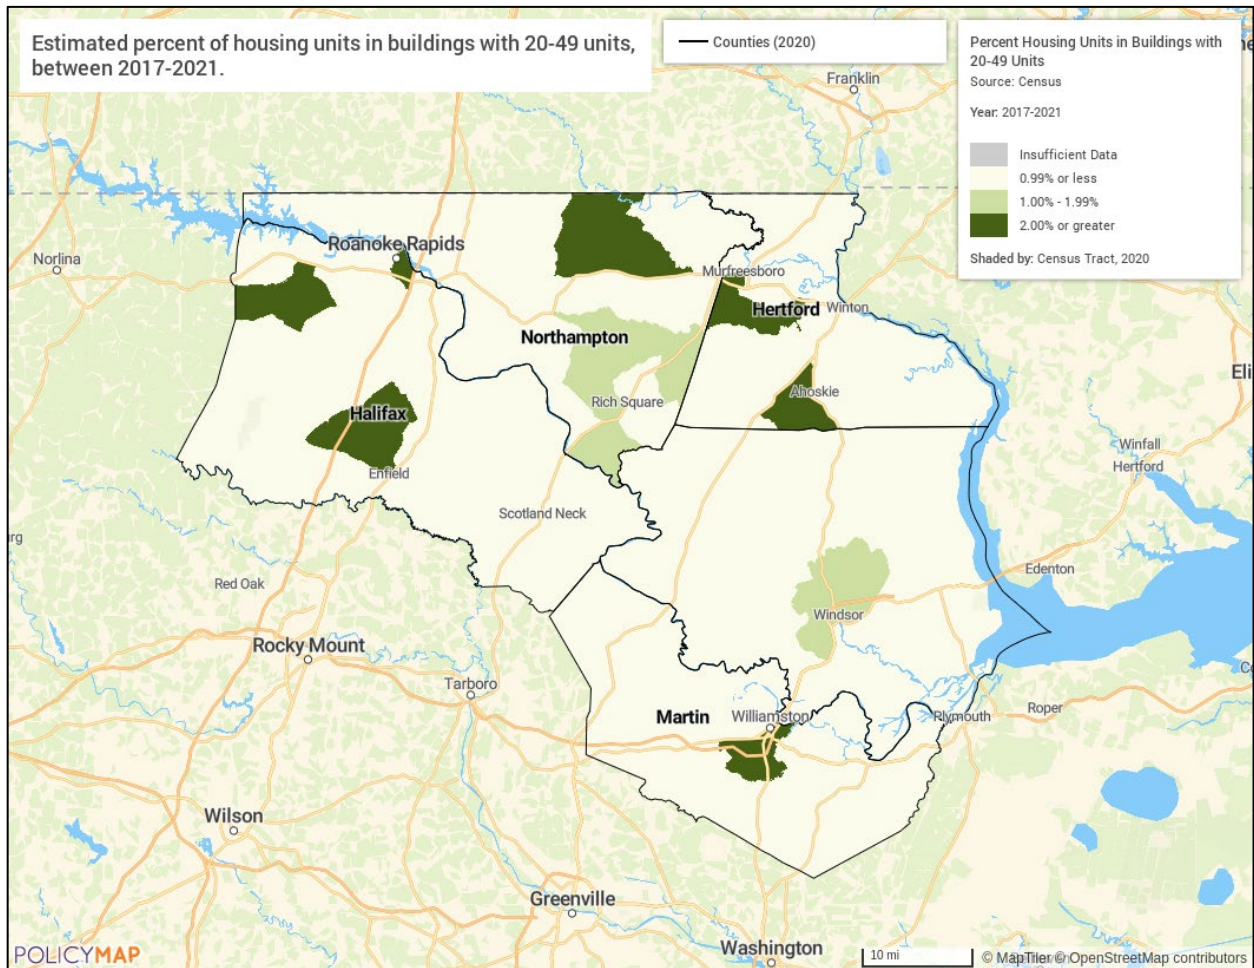 Estimated percent of housing units in buildings with 20-49 units,
between 2017-2021.
Counties (2020)
Percent Housing Units in Buildings with
20-49 Units
Source: Census
Year: 2017-2021
Insufficient Data
0.99% or less
1.00% - 1.99%
2.00% or greater
Shaded by: Census Tract, 2020
Franklin
Roanoke Rapids
Norlina
Murfreesboro
Hertford
Winton
Northampton
Eli
Ahoskie
Rich Square
Halifax
Winfall
Hertford
Enfield
Scotland Neck
rg
Edenton
Red Oak
Windsor
Rocky Mount
Tarboro
Martin
Williamston
Plymouth
Roper
Wilson
Greenville
Washington
POLICYMAP
10 mi
© MapTiler © OpenStreetMap contributors